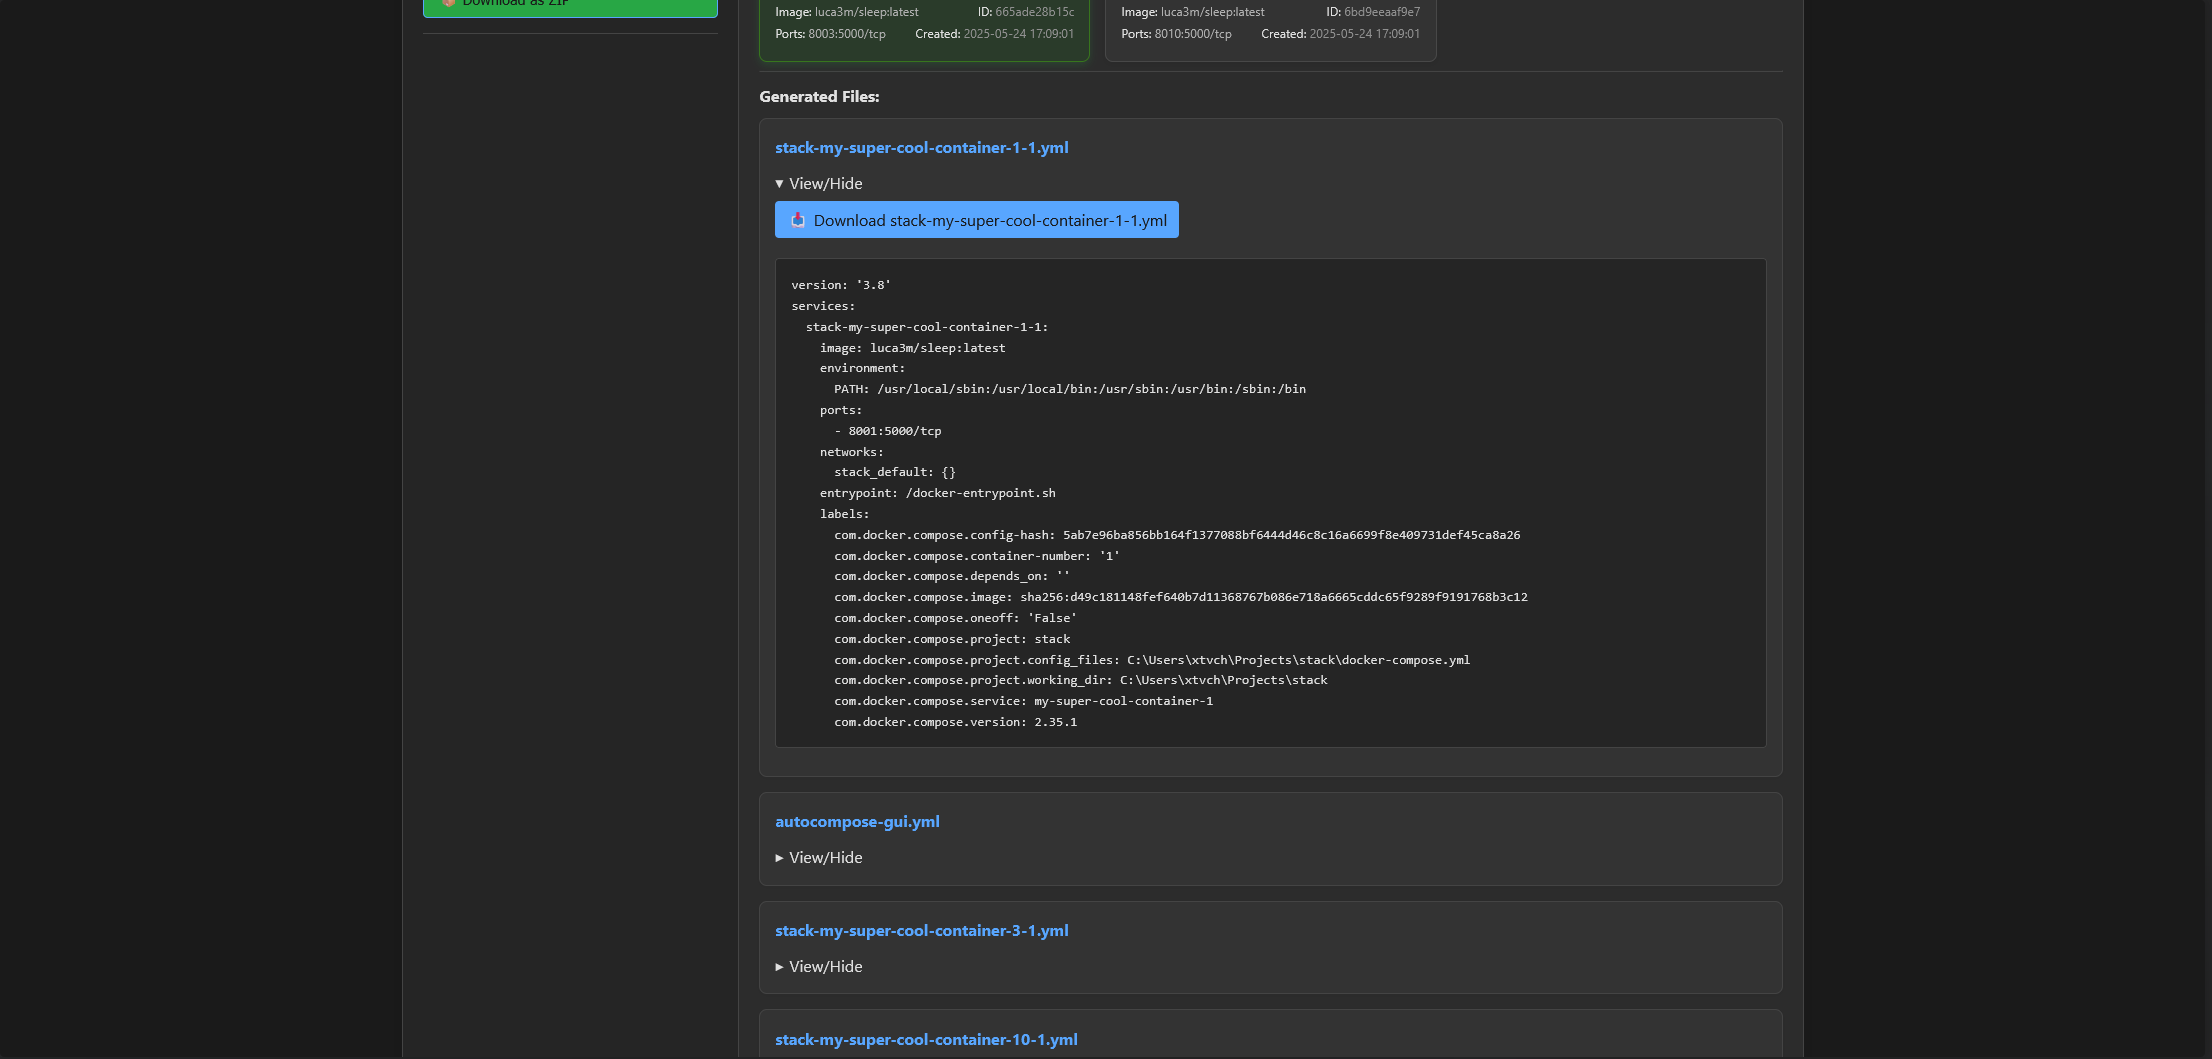 Download as ZIP
Image: luca3m/sleep:latest ID: 665ade28b15c
Ports: 8003:5000/tcp Created: 2025-05-24 17:09:01
Image: luca3m/sleep:latest ID: 6bd9eeaaf9e7
Ports: 8010:5000/tcp Created: 2025-05-24 17:09:01
Generated Files:
stack-my-super-cool-container-1-1.yml
▼ View/Hide
Download stack-my-super-cool-container-1-1.yml
version: '3.8'
services:
  stack-my-super-cool-container-1-1:
    image: luca3m/sleep:latest
    environment:
      PATH: /usr/local/sbin:/usr/local/bin:/usr/sbin:/usr/bin:/sbin:/bin
    ports:
      - 8001:5000/tcp
    networks:
      stack_default: {}
    entrypoint: /docker-entrypoint.sh
    labels:
      com.docker.compose.config-hash: 5ab7e96ba856bb164f1377088bf6444d46c8c16a6699f8e409731def45ca8a26
      com.docker.compose.container-number: '1'
      com.docker.compose.depends_on: ''
      com.docker.compose.image: sha256:d49c181148fef640b7d11368767b086e718a6665cddc65f9289f9191768b3c12
      com.docker.compose.oneoff: 'False'
      com.docker.compose.project: stack
      com.docker.compose.project.config_files: C:\Users\xtvch\Projects\stack\docker-compose.yml
      com.docker.compose.project.working_dir: C:\Users\xtvch\Projects\stack
      com.docker.compose.service: my-super-cool-container-1
      com.docker.compose.version: 2.35.1
autocompose-gui.yml
► View/Hide
stack-my-super-cool-container-3-1.yml
► View/Hide
stack-my-super-cool-container-10-1.yml